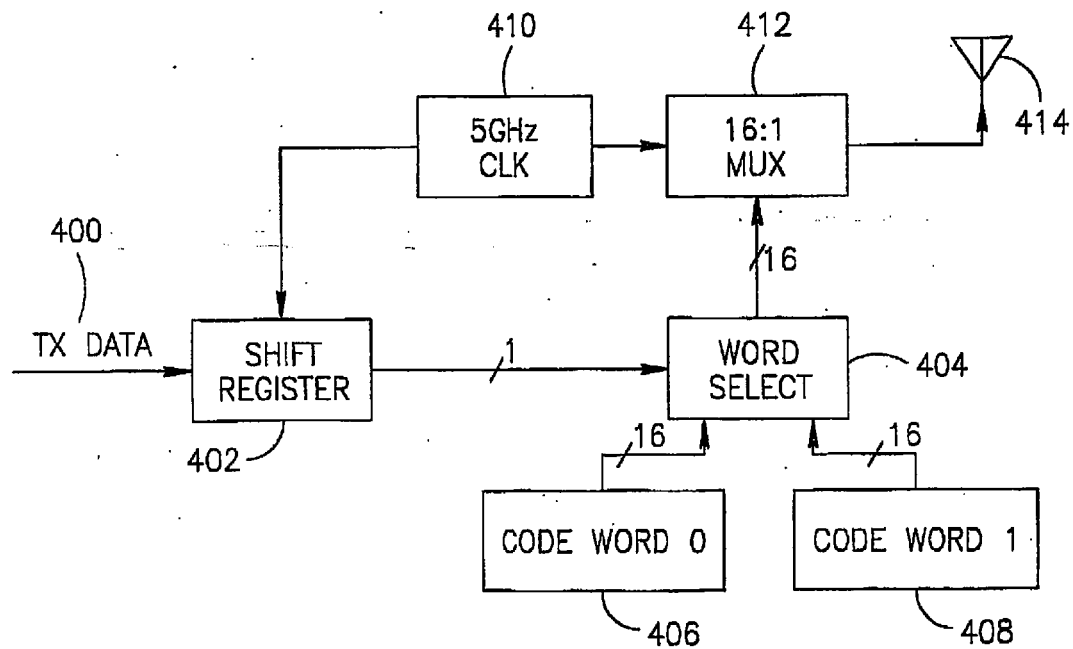 410
412
5GHz
CLK
16:1
MUX
414
400
16
TX DATA
SHIFT
REGISTER
1
WORD
SELECT
404
402
16
16
CODE WORD 0
CODE WORD 1
406
408